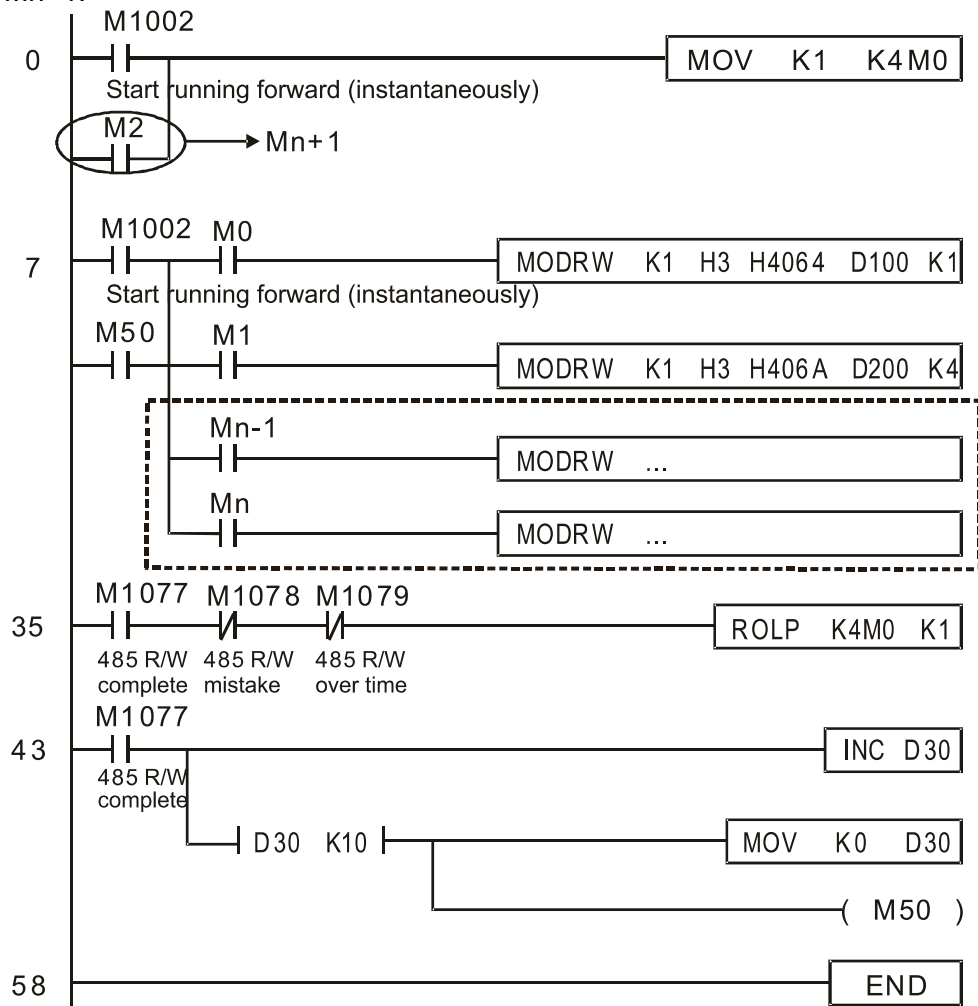 M1002
0
MOV K1 K4M0
Start running forward (instantaneously)
M2
Mn+1
M1002 M0
7
MODRW K1 H3 H4064 D100 K1
Start running forward (instantaneously)
M50 M1
MODRW K1 H3 H406A D200 K4
Mn-1
MODRW ...
Mn
MODRW ...
M1077 M1078 M1079
35
ROLP K4M0 K1
485 R/W 485 R/W 485 R/W
complete mistake over time
M1077
43
INC D30
485 R/W
complete
D30 K10
MOV K0 D30
( M50 )
58
END